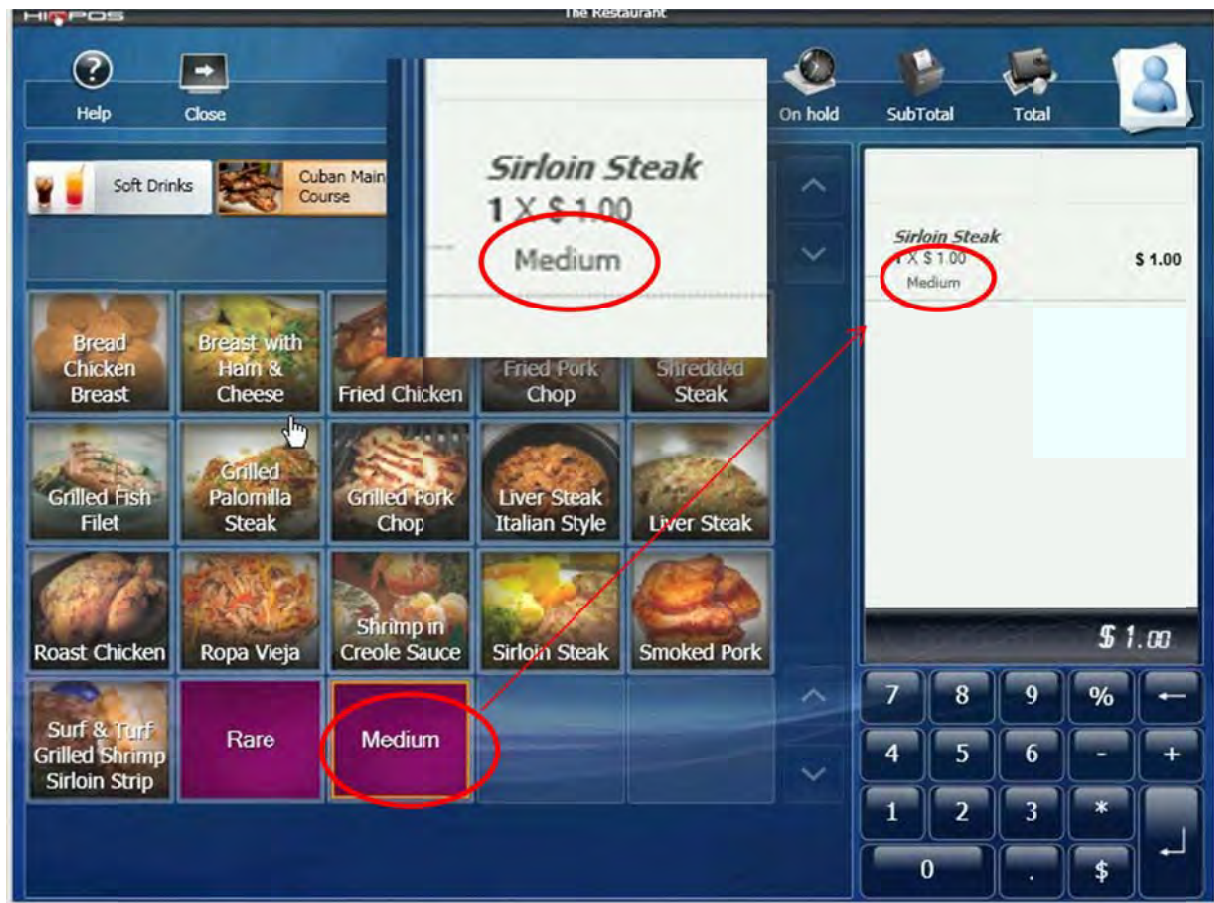 HIOPOS
The Restaurant
Help
Close
On hold
SubTotal
Total
Soft Drinks
Cuban Main
Course
Sirloin Steak
1 X $ 1.00
Medium
Sirloin Steak
1 X $ 1.00
$ 1.00
Medium
Bread
Chicken
Breast
Breast with
Ham &
Cheese
Fried Chicken
Fried Pork
Chop
Shredded
Steak
Grilled Fish
Filet
Grilled
Palomilla
Steak
Grilled Pork
Chop
Liver Steak
Italian Style
Liver Steak
Roast Chicken
Ropa Vieja
Shrimp in
Creole Sauce
Sirloin Steak
Smoked Pork
Surf & Turf
Grilled Shrimp
Sirloin Strip
Rare
Medium
$ 1.00
7 8 9 % ←
4 5 6 - +
1 2 3 *
0 . $